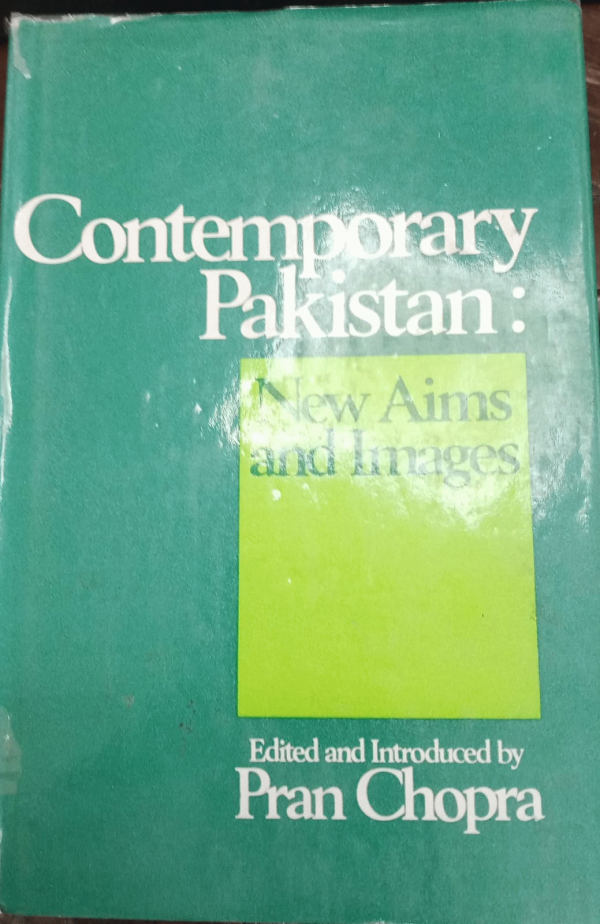 Contemporary
Pakistan :
New Aims
and Images
Edited and Introduced by
Pran Chopra